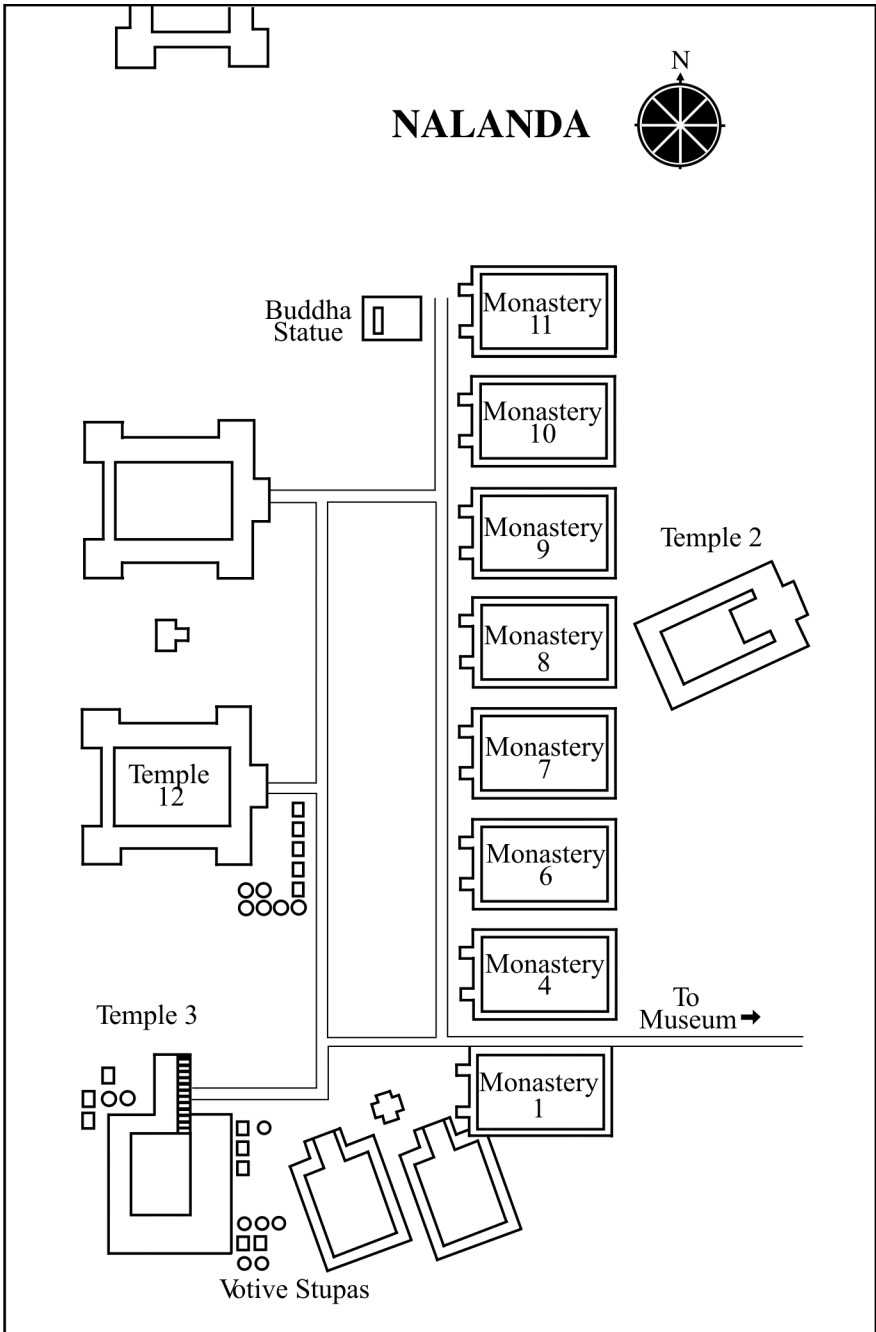 N
NALANDA
Buddha
Statue
Monastery
11
Monastery
10
Monastery
9
Temple 2
Monastery
8
Monastery
7
Temple
12
Monastery
6
Monastery
4
Temple 3
To
Museum
Monastery
1
Votive Stupas